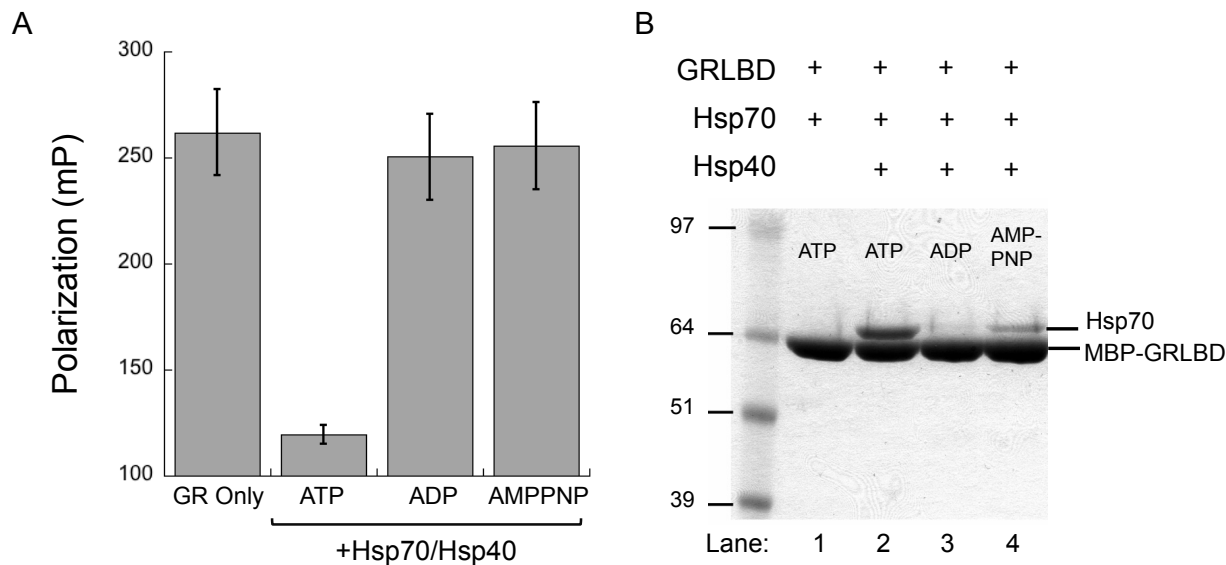 A
Polarization (mP)
300
250
200
150
100
GR Only ATP ADP AMPPNP
+Hsp70/Hsp40
B
GRLBD + + + +
Hsp70 + + + +
Hsp40 + + +
97
64
51
39
ATP ATP ADP AMP-
PNP
Hsp70
MBP-GRLBD
Lane: 1 2 3 4